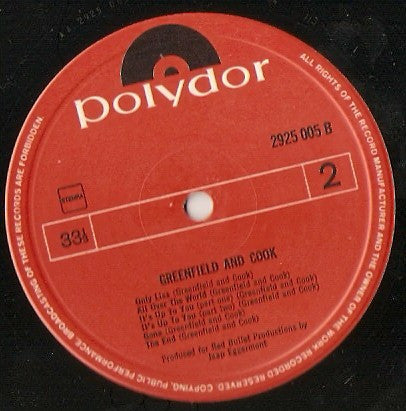 polydor
2925 005 B
STEMRA
33⅓
2
GREENFIELD AND COOK
Only Lies (Greenfield and Cook)
All Over The World (Greenfield and Cook)
It's Up To You (part one) (Greenfield and Cook)
It's Up To You (part two) (Greenfield and Cook)
Gone (Greenfield and Cook)
The End (Greenfield and Cook)
Produced for Red Bullet Productions by
Jaap Eggermont
ALL RIGHTS OF THE RECORD MANUFACTURER AND THE OWNER OF THE WORK RECORDED RESERVED. COPYING, PUBLIC PERFORMANCE, BROADCASTING OF THESE RECORDS ARE FORBIDDEN.